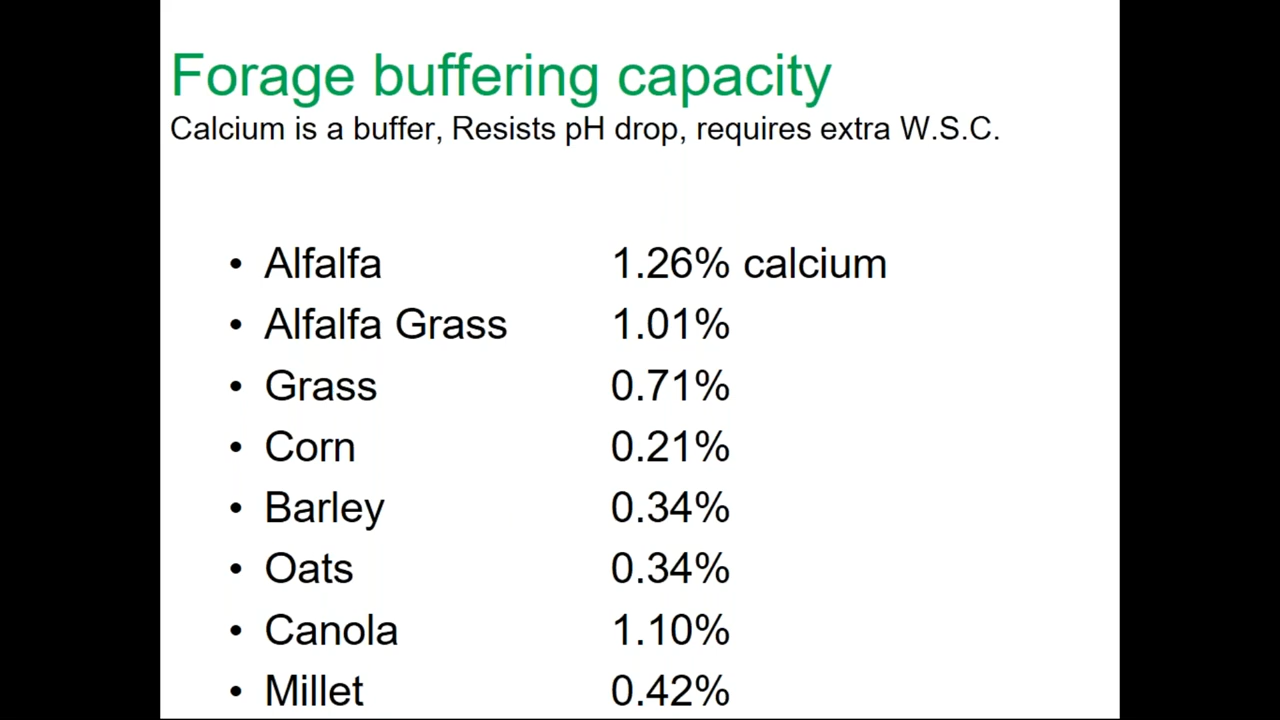 Forage buffering capacity
Calcium is a buffer, Resists pH drop, requires extra W.S.C.
• Alfalfa 1.26% calcium
• Alfalfa Grass 1.01%
• Grass 0.71%
• Corn 0.21%
• Barley 0.34%
• Oats 0.34%
• Canola 1.10%
• Millet 0.42%